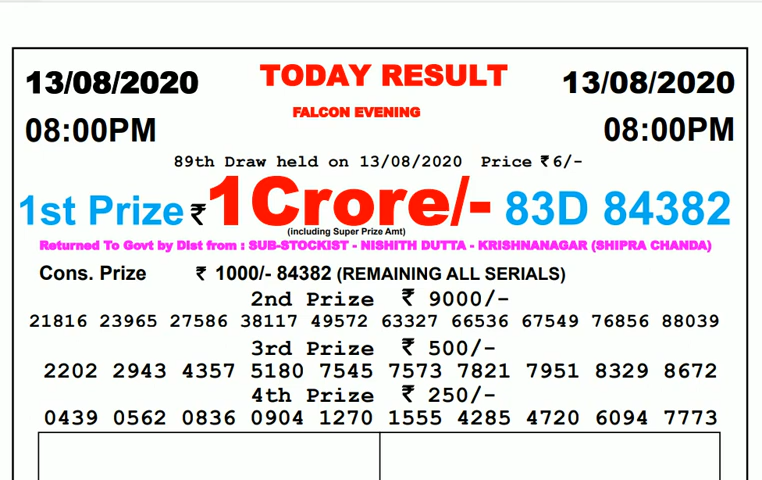 13/08/2020 TODAY RESULT 13/08/2020
FALCON EVENING
08:00PM 08:00PM
89th Draw held on 13/08/2020 Price ₹6/-
1st Prize ₹1Crore/- 83D 84382
(including Super Prize Amt)
Returned To Govt by Dist from : SUB-STOCKIST - NISHITH DUTTA - KRISHNANAGAR (SHIPRA CHANDA)
Cons. Prize ₹ 1000/- 84382 (REMAINING ALL SERIALS)
2nd Prize ₹ 9000/-
21816 23965 27586 38117 49572 63327 66536 67549 76856 88039
3rd Prize ₹ 500/-
2202 2943 4357 5180 7545 7573 7821 7951 8329 8672
4th Prize ₹ 250/-
0439 0562 0836 0904 1270 1555 4285 4720 6094 7773